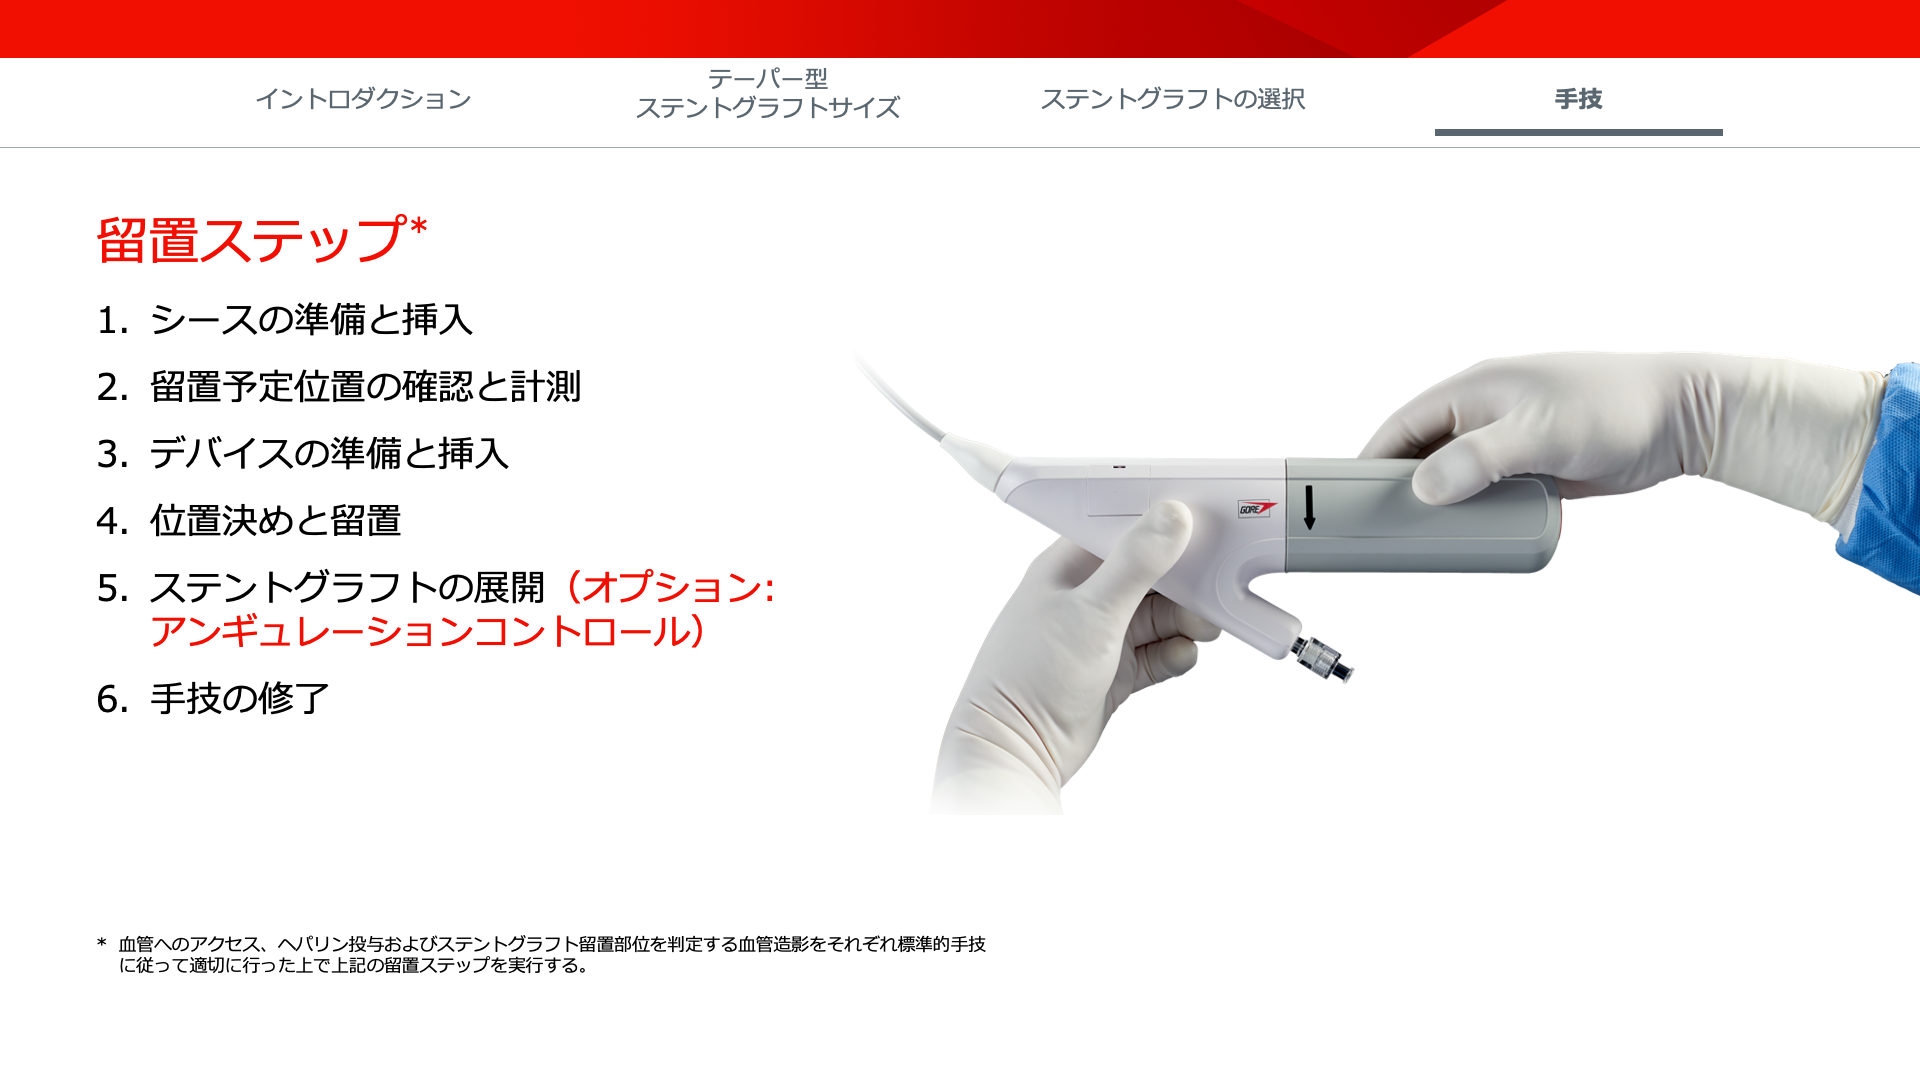 イントロダクション
テーパー型
ステントグラフトサイズ
ステントグラフトの選択
手技
留置ステップ*
1. シースの準備と挿入
2. 留置予定位置の確認と計測
3. デバイスの準備と挿入
4. 位置決めと留置
5. ステントグラフトの展開（オプション:
アンギュレーションコントロール）
6. 手技の修了
GORE
* 血管へのアクセス、ヘパリン投与およびステントグラフト留置部位を判定する血管造影をそれぞれ標準的手技
に従って適切に行った上で上記の留置ステップを実行する。